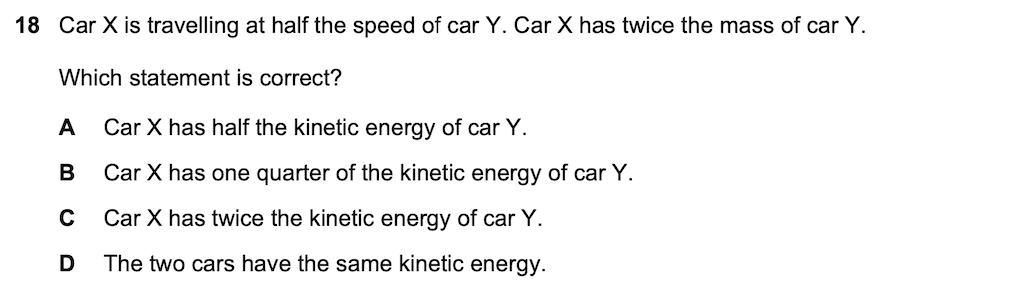 18 Car X is travelling at half the speed of car Y. Car X has twice the mass of car Y.
Which statement is correct?
A Car X has half the kinetic energy of car Y.
B Car X has one quarter of the kinetic energy of car Y.
C Car X has twice the kinetic energy of car Y.
D The two cars have the same kinetic energy.